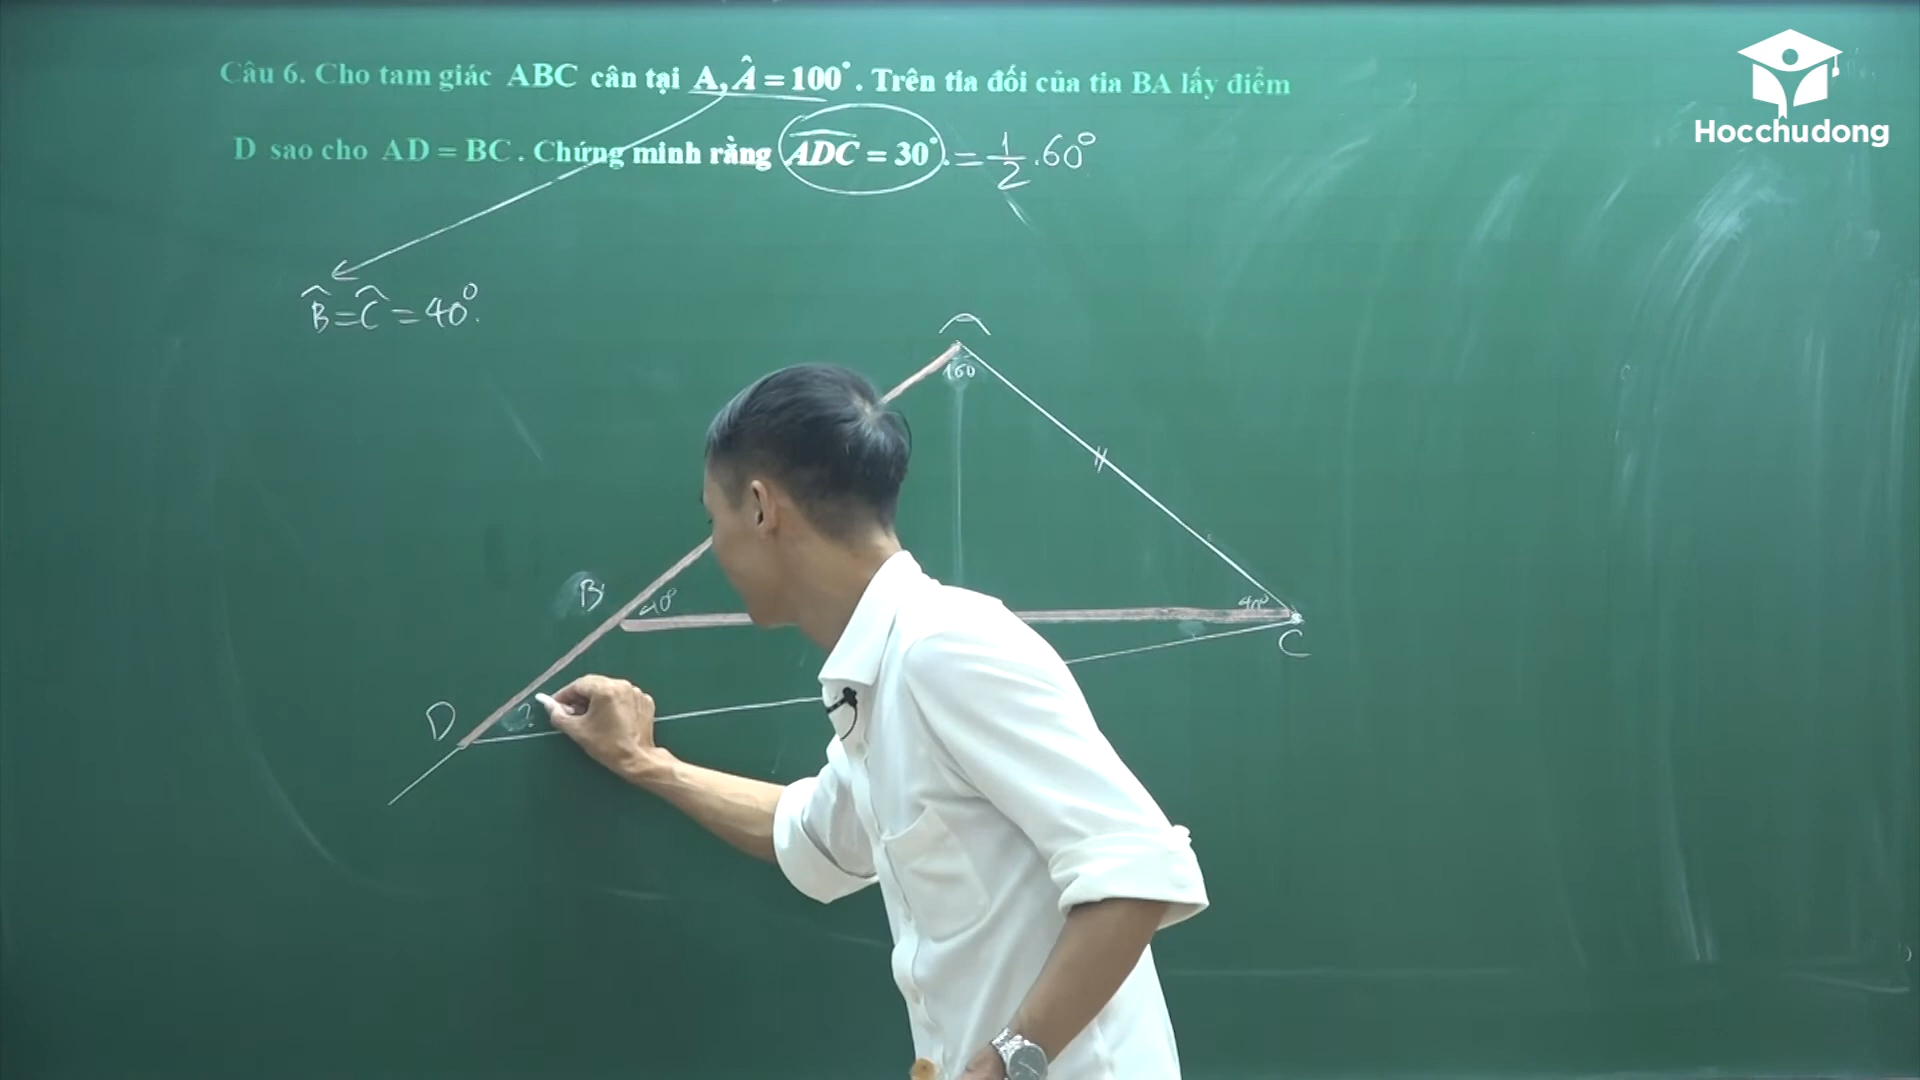 Câu 6. Cho tam giác ABC cân tại A, Â = 100°. Trên tia đối của tia BA lấy điểm
Hocchudong
D sao cho AD = BC. Chứng minh rằng ADC = 30°. = 1/2 . 60°
B̂ = Ĉ = 40°.
100
B
40°
40°
C
D
?